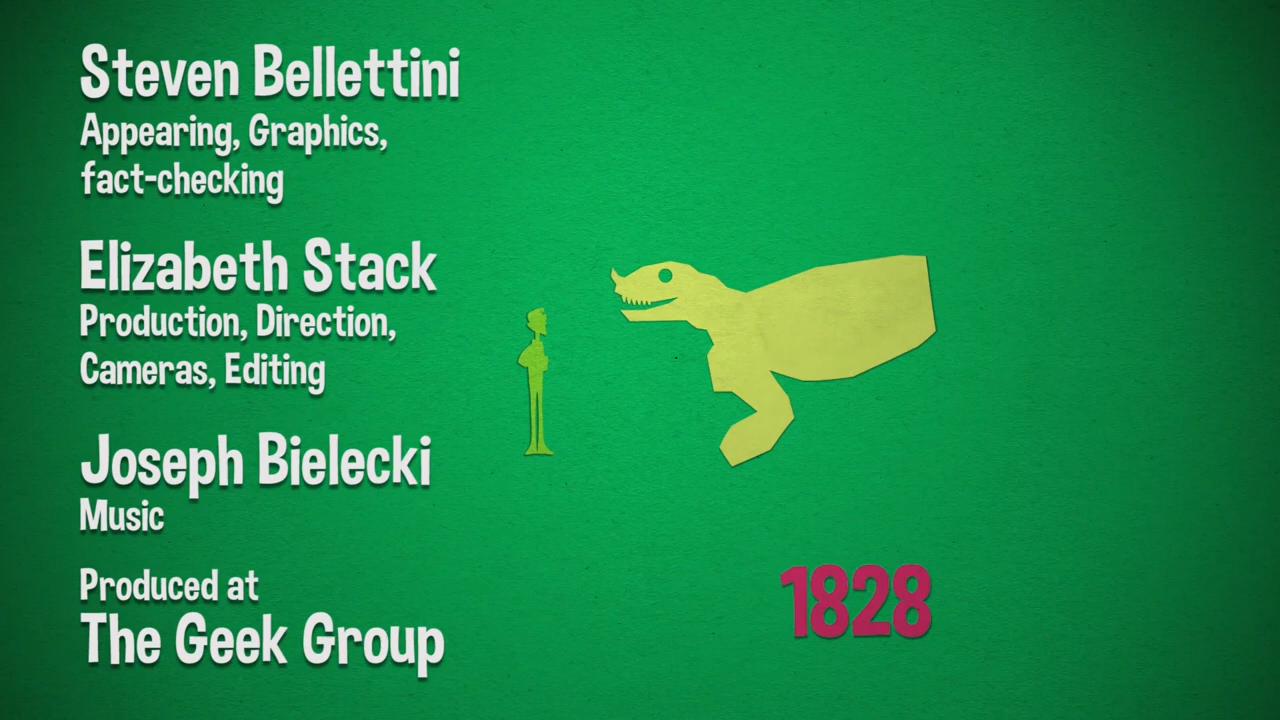 Steven Bellettini
Appearing, Graphics,
fact-checking
Elizabeth Stack
Production, Direction,
Cameras, Editing
Joseph Bielecki
Music
Produced at
The Geek Group
1828